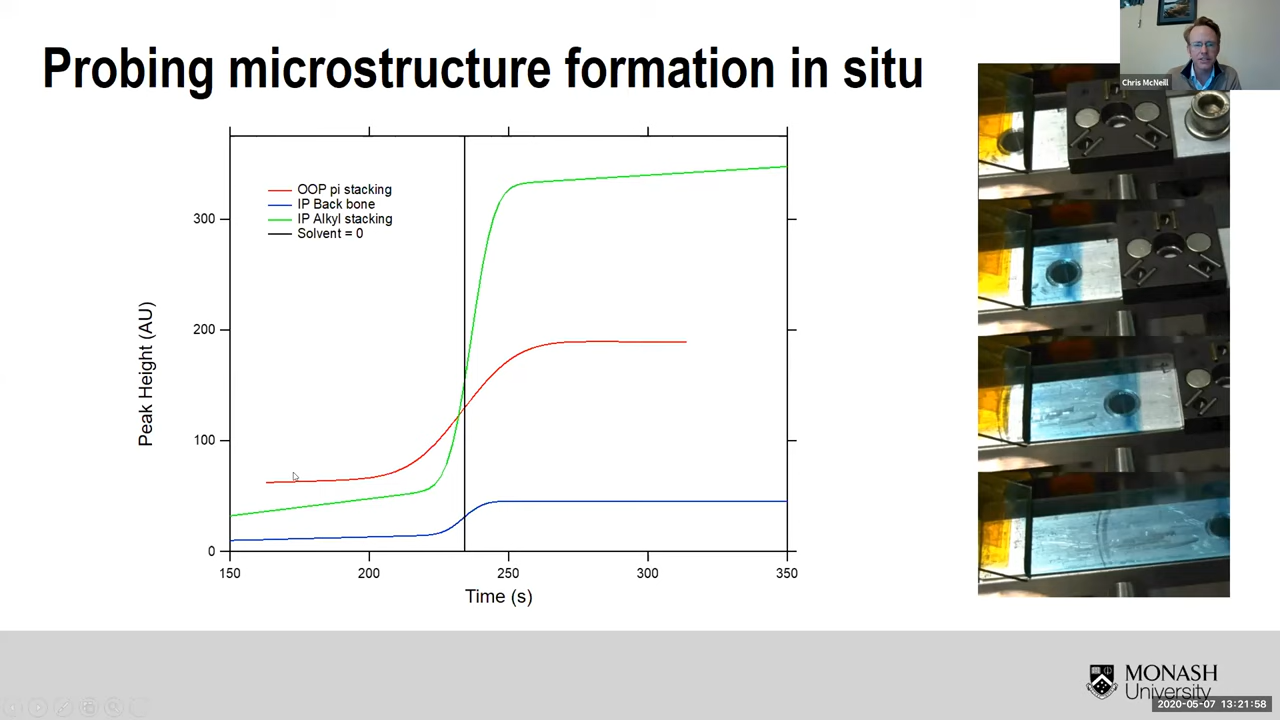 Probing microstructure formation in situ
Chris McNeill
OOP pi stacking
IP Back bone
IP Alkyl stacking
Solvent = 0
Peak Height (AU)
300
200
100
0
150
200
250
300
350
Time (s)
MONASH
University
2020-05-07 13:21:58